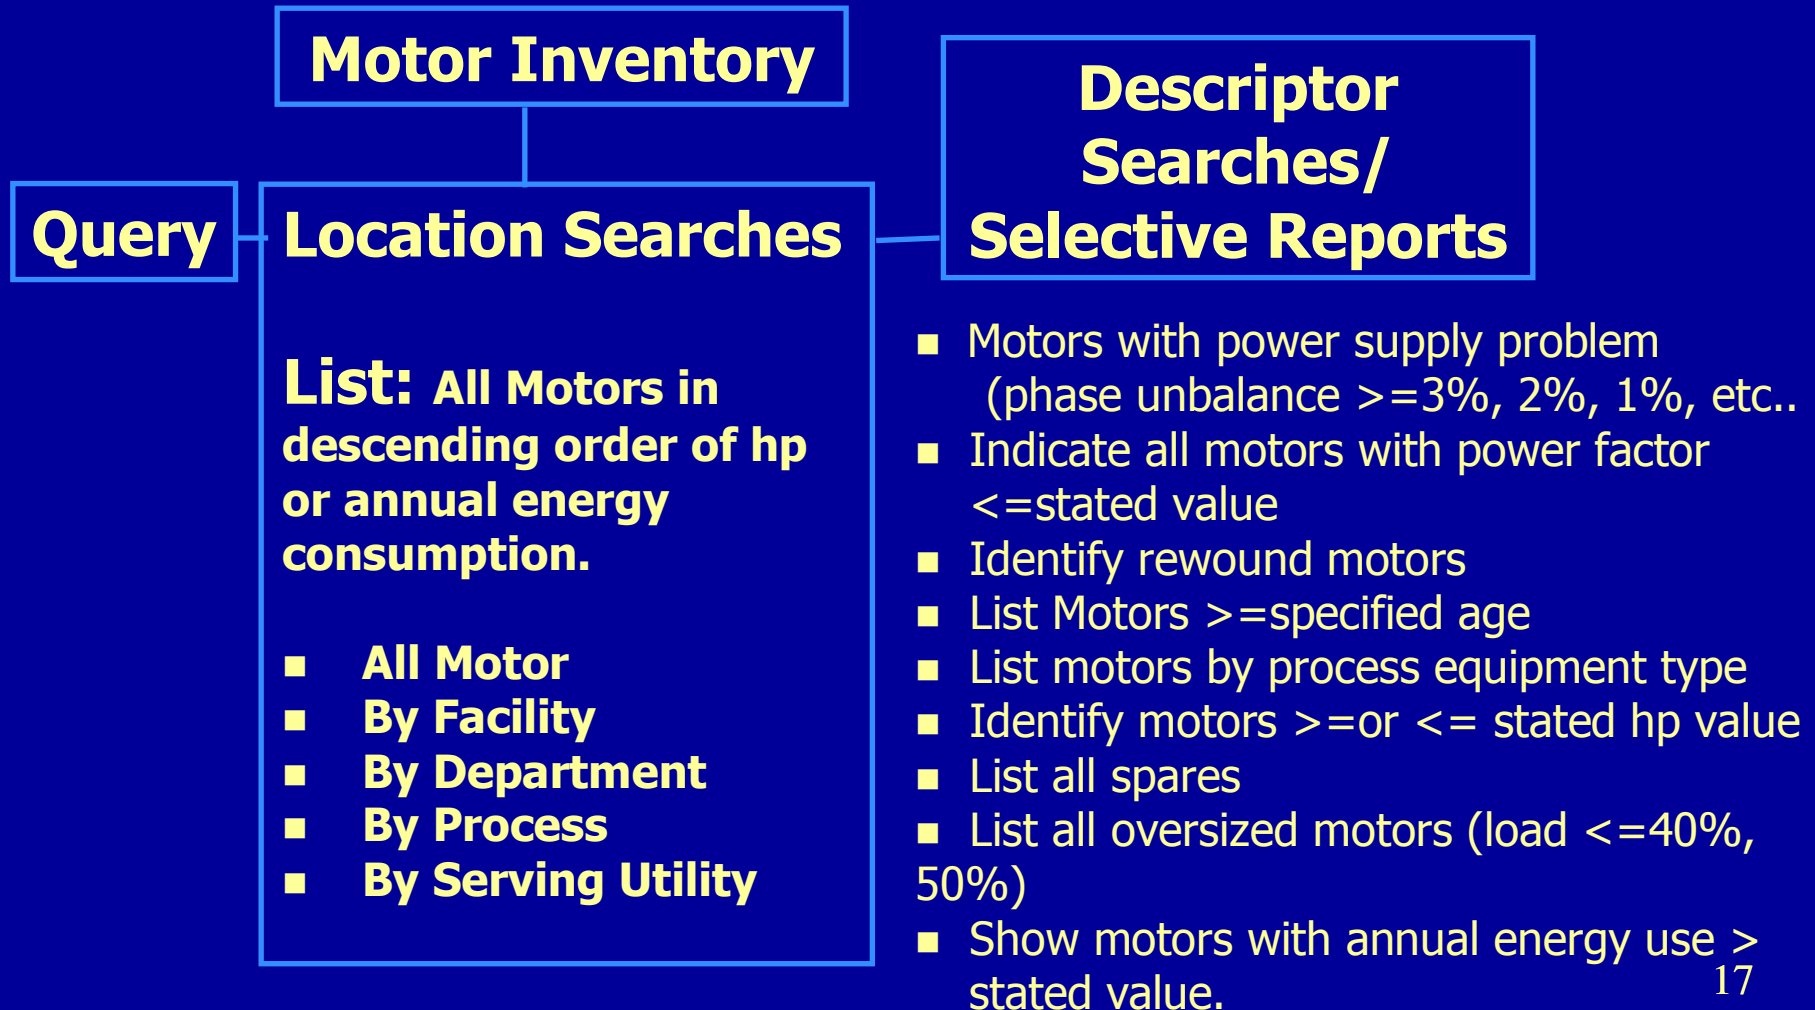 Motor Inventory
Query
Location Searches
List: All Motors in
descending order of hp
or annual energy
consumption.
■ All Motor
■ By Facility
■ By Department
■ By Process
■ By Serving Utility
Descriptor
Searches/
Selective Reports
■ Motors with power supply problem
(phase unbalance >=3%, 2%, 1%, etc..
■ Indicate all motors with power factor
<=stated value
■ Identify rewound motors
■ List Motors >=specified age
■ List motors by process equipment type
■ Identify motors >=or <= stated hp value
■ List all spares
■ List all oversized motors (load <=40%,
50%)
■ Show motors with annual energy use >
stated value.
17